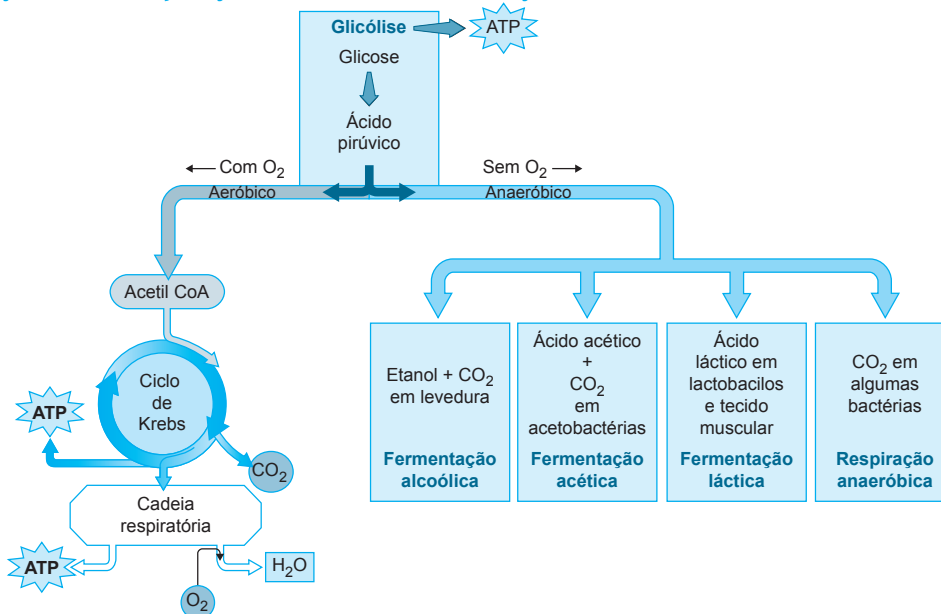 Glicólise
ATP
Glicose
Ácido
pirúvico
Com O2
Sem O2
Aeróbico
Anaeróbico
Acetil CoA
Ciclo
de
Krebs
ATP
CO2
Cadeia
respiratória
ATP
H2O
O2
Etanol + CO2
em levedura
Fermentação
alcoólica
Ácido acético
+
CO2
em
acetobactérias
Fermentação
acética
Ácido
láctico em
lactobacilos
e tecido
muscular
Fermentação
láctica
CO2 em
algumas
bactérias
Respiração
anaeróbica